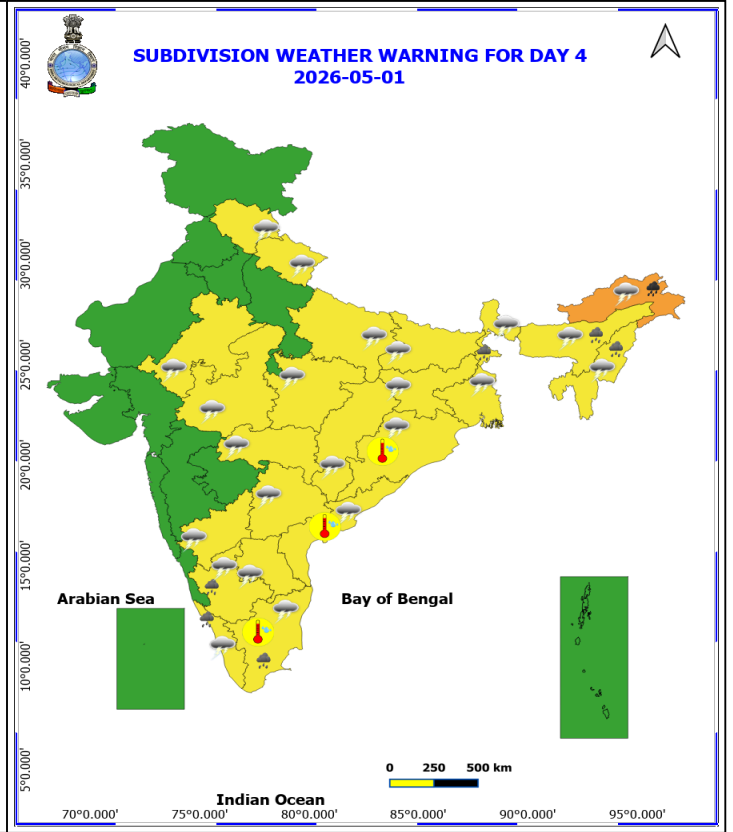 SUBDIVISION WEATHER WARNING FOR DAY 4
2026-05-01
40°0.000'
35°0.000'
30°0.000'
25°0.000'
20°0.000'
15°0.000'
10°0.000'
5°0.000'
Arabian Sea
Bay of Bengal
0 250 500 km
Indian Ocean
70°0.000' 75°0.000' 80°0.000' 85°0.000' 90°0.000' 95°0.000'